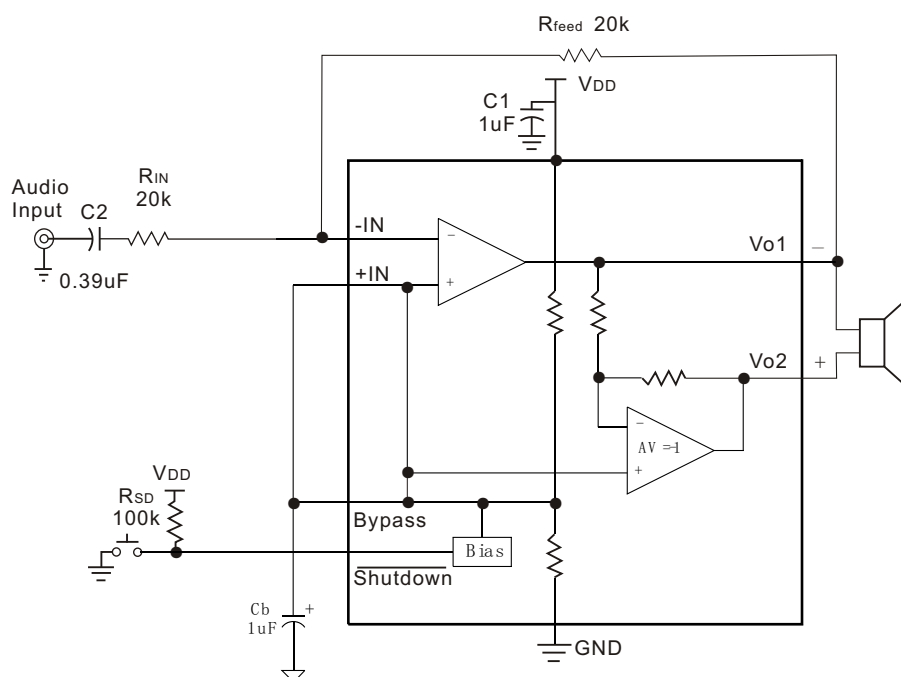 Rfeed 20k
VDD
C1
1uF
RIN
20k
Audio
Input
C2
0.39uF
-IN
+IN
−
+
Vo1
−
Vo2
+
−
AV =-1
+
VDD
RSD
100k
Bypass
Bias
Shutdown
Cb
+
1uF
GND